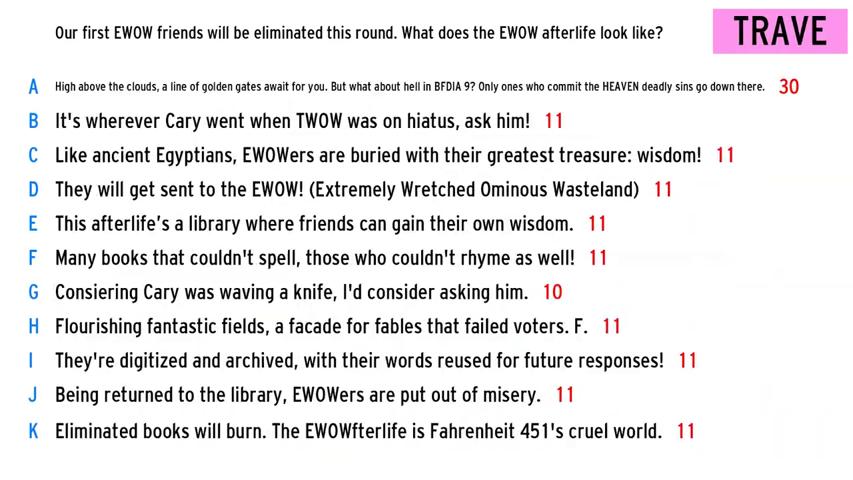 Our first EWOW friends will be eliminated this round. What does the EWOW afterlife look like?
TRAVE
A High above the clouds, a line of golden gates await for you. But what about hell in BFDIA 9? Only ones who commit the HEAVEN deadly sins go down there. 30
B It's wherever Cary went when TWOW was on hiatus, ask him! 11
C Like ancient Egyptians, EWOWers are buried with their greatest treasure: wisdom! 11
D They will get sent to the EWOW! (Extremely Wretched Ominous Wasteland) 11
E This afterlife's a library where friends can gain their own wisdom. 11
F Many books that couldn't spell, those who couldn't rhyme as well! 11
G Consiering Cary was waving a knife, I'd consider asking him. 10
H Flourishing fantastic fields, a facade for fables that failed voters. F. 11
I They're digitized and archived, with their words reused for future responses! 11
J Being returned to the library, EWOWers are put out of misery. 11
K Eliminated books will burn. The EWOWfterlife is Fahrenheit 451's cruel world. 11